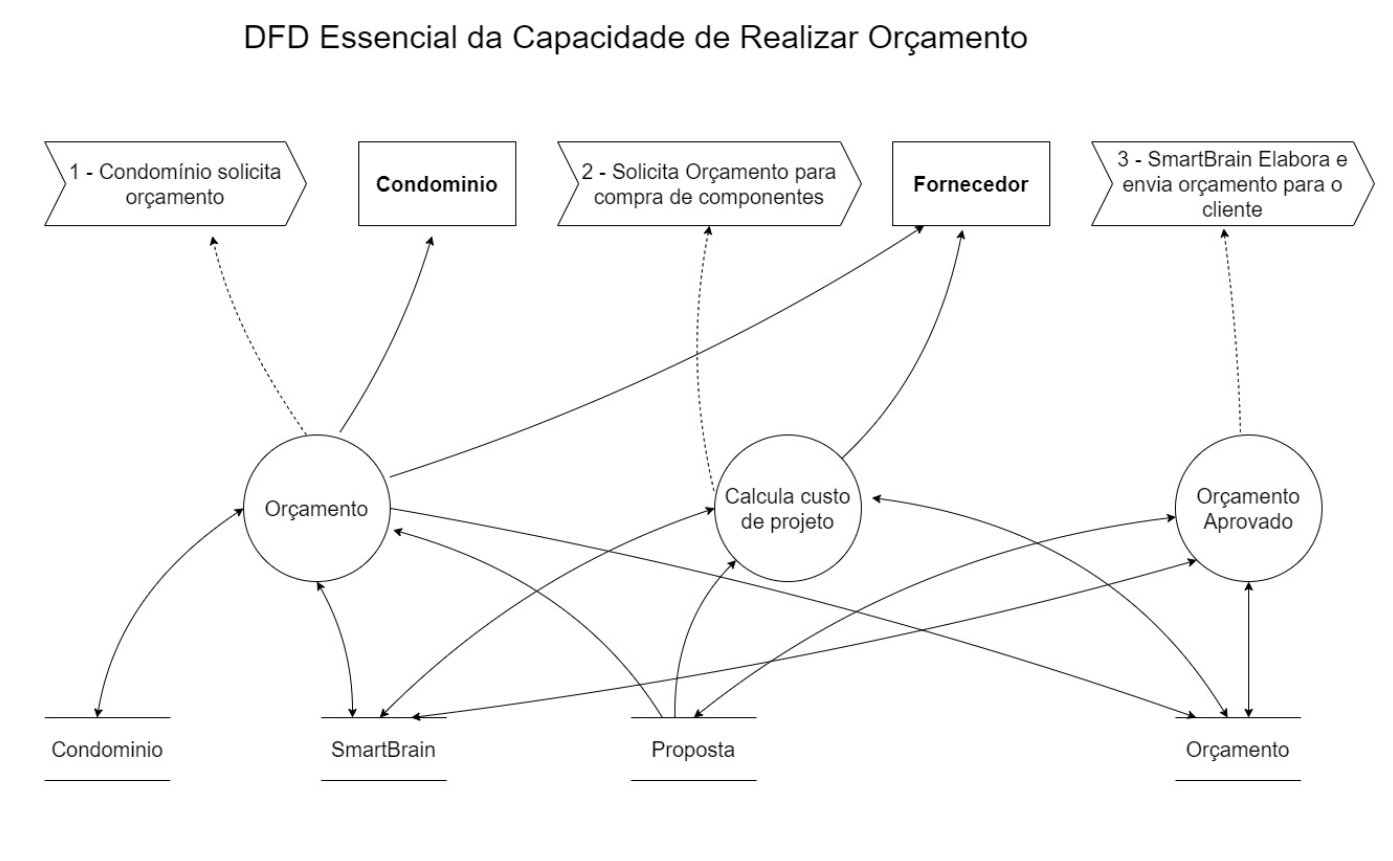 DFD Essencial da Capacidade de Realizar Orçamento
1 - Condomínio solicita
orçamento
Condominio
2 - Solicita Orçamento para
compra de componentes
Fornecedor
3 - SmartBrain Elabora e
envia orçamento para o
cliente
Orçamento
Calcula custo
de projeto
Orçamento
Aprovado
Condominio
SmartBrain
Proposta
Orçamento